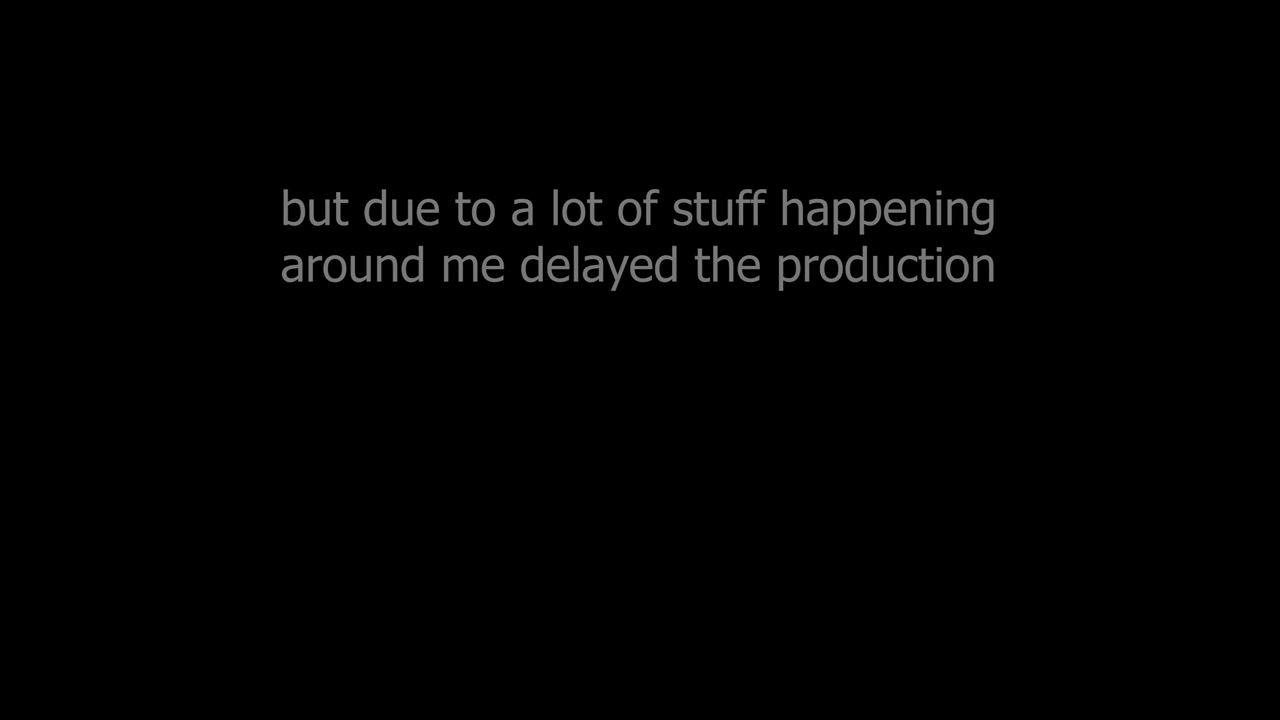 but due to a lot of stuff happening
around me delayed the production